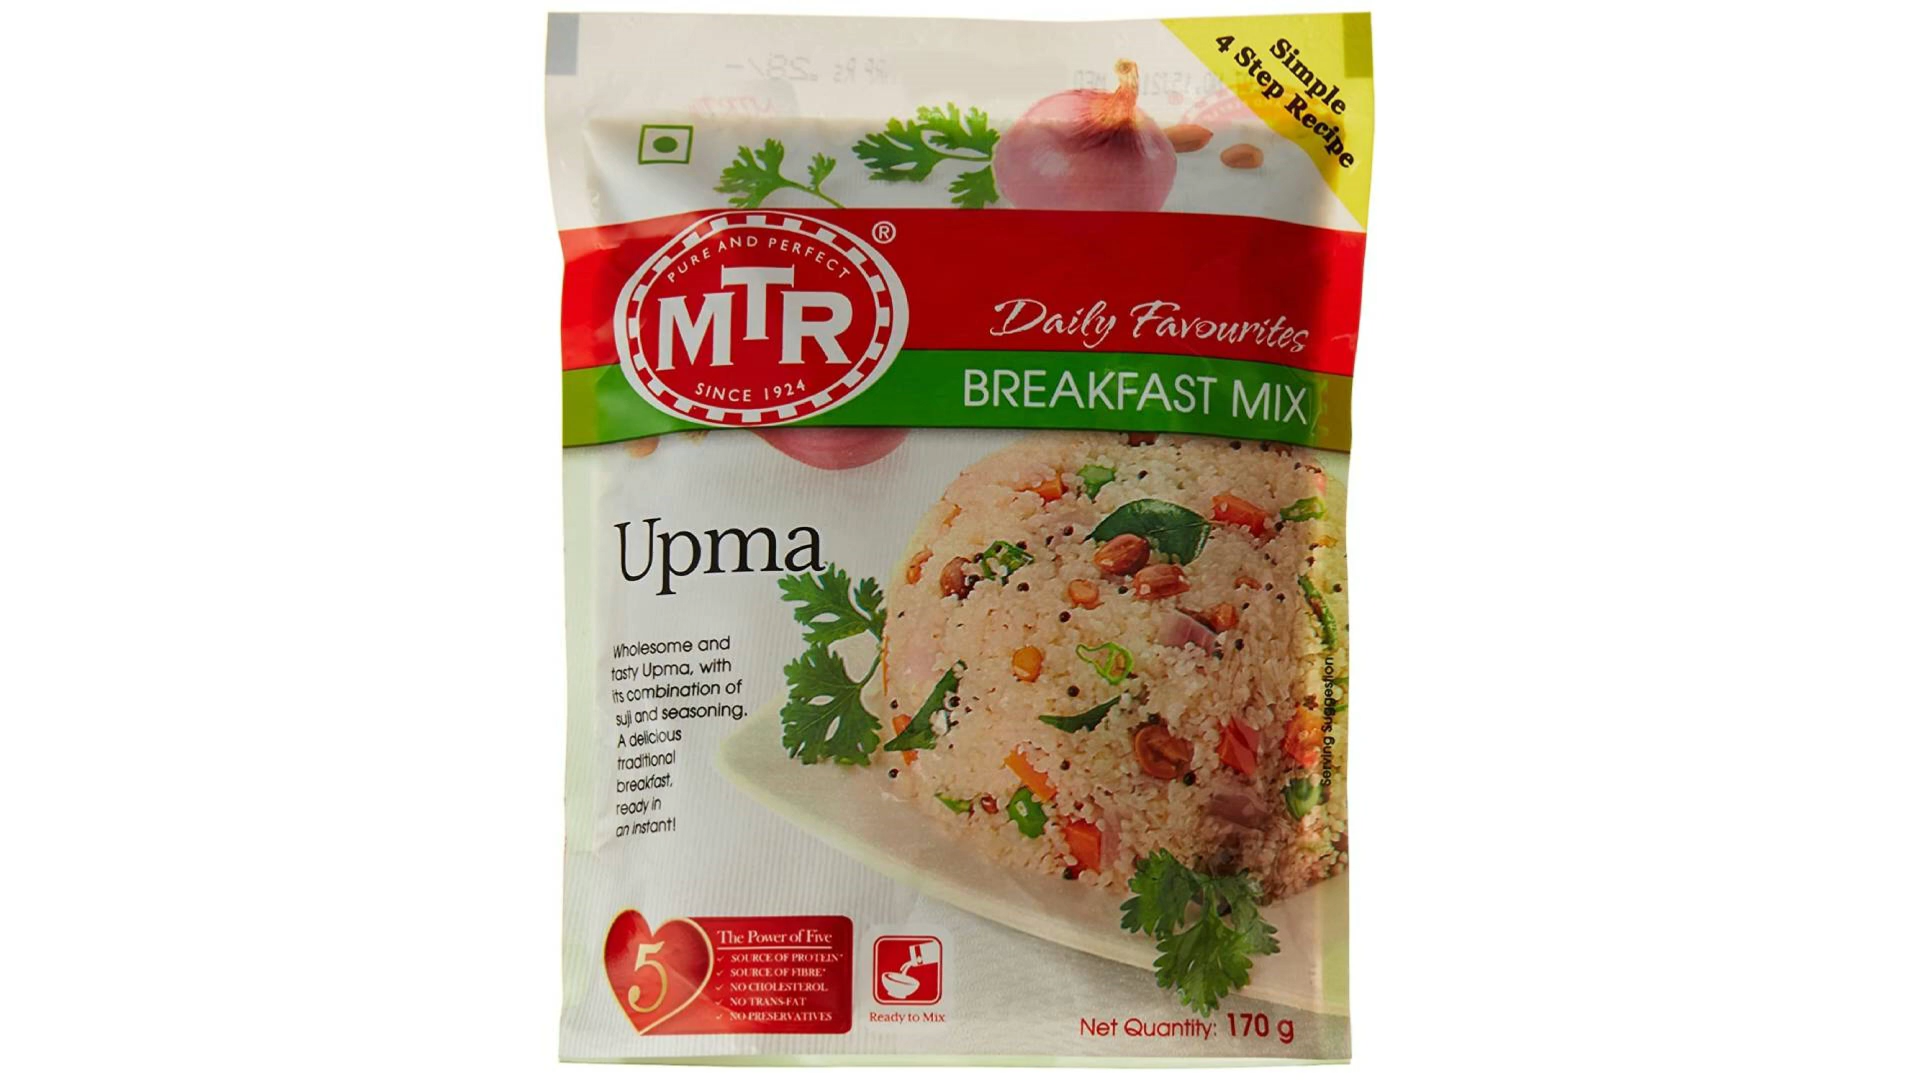 Simple
4 Step Recipe
PURE AND PERFECT
MTR
®
SINCE 1924
Daily Favourites
BREAKFAST MIX
Upma
Wholesome and
tasty Upma, with
its combination of
suji and seasoning.
A delicious
traditional
breakfast,
ready in
an instant!
Serving Suggestion
5
The Power of Five
✓ SOURCE OF PROTEIN*
✓ SOURCE OF FIBRE*
✓ NO CHOLESTEROL
✓ NO TRANS-FAT
✓ NO PRESERVATIVES
Ready to Mix
Net Quantity: 170 g